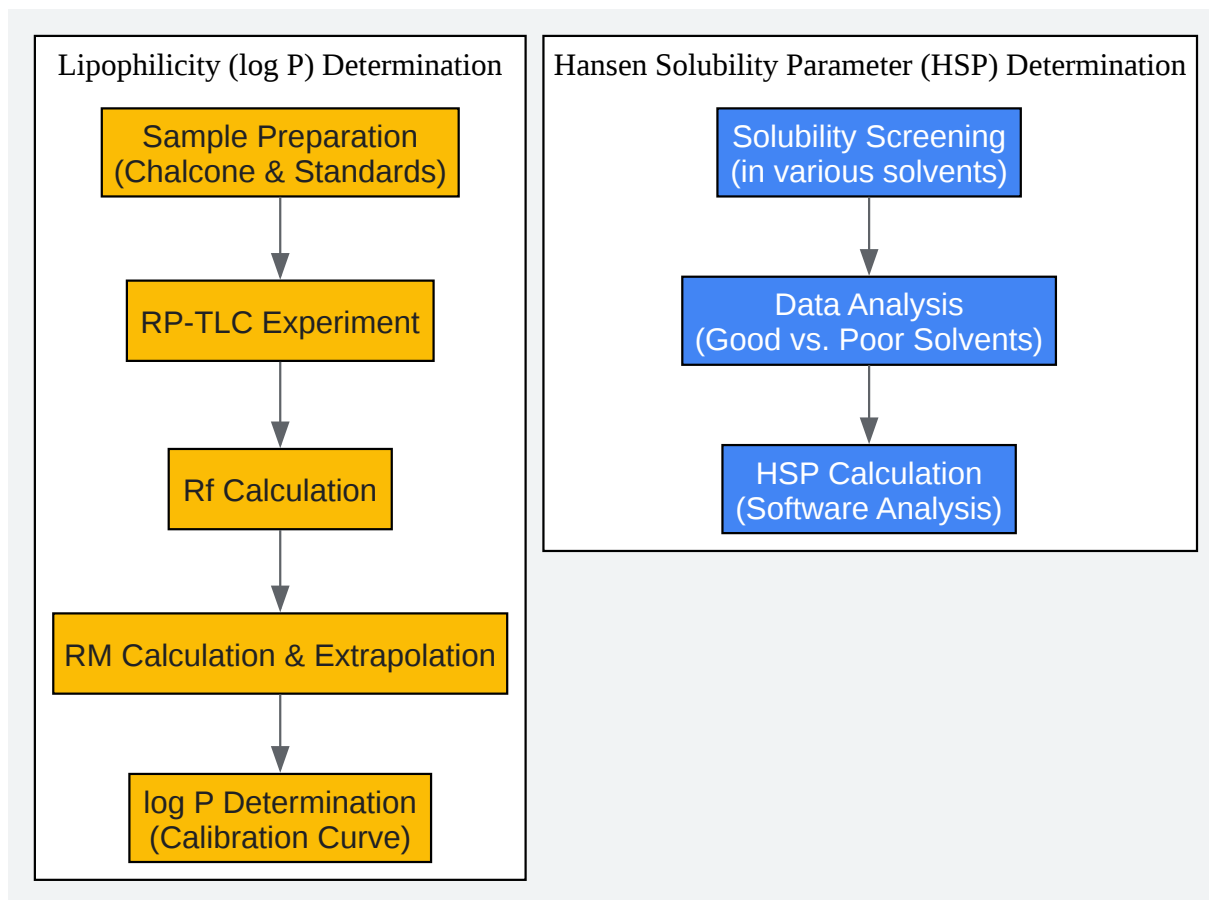 Lipophilicity (log P) Determination
Sample Preparation
(Chalcone & Standards)
RP-TLC Experiment
Rf Calculation
RM Calculation & Extrapolation
log P Determination
(Calibration Curve)
Hansen Solubility Parameter (HSP) Determination
Solubility Screening
(in various solvents)
Data Analysis
(Good vs. Poor Solvents)
HSP Calculation
(Software Analysis)